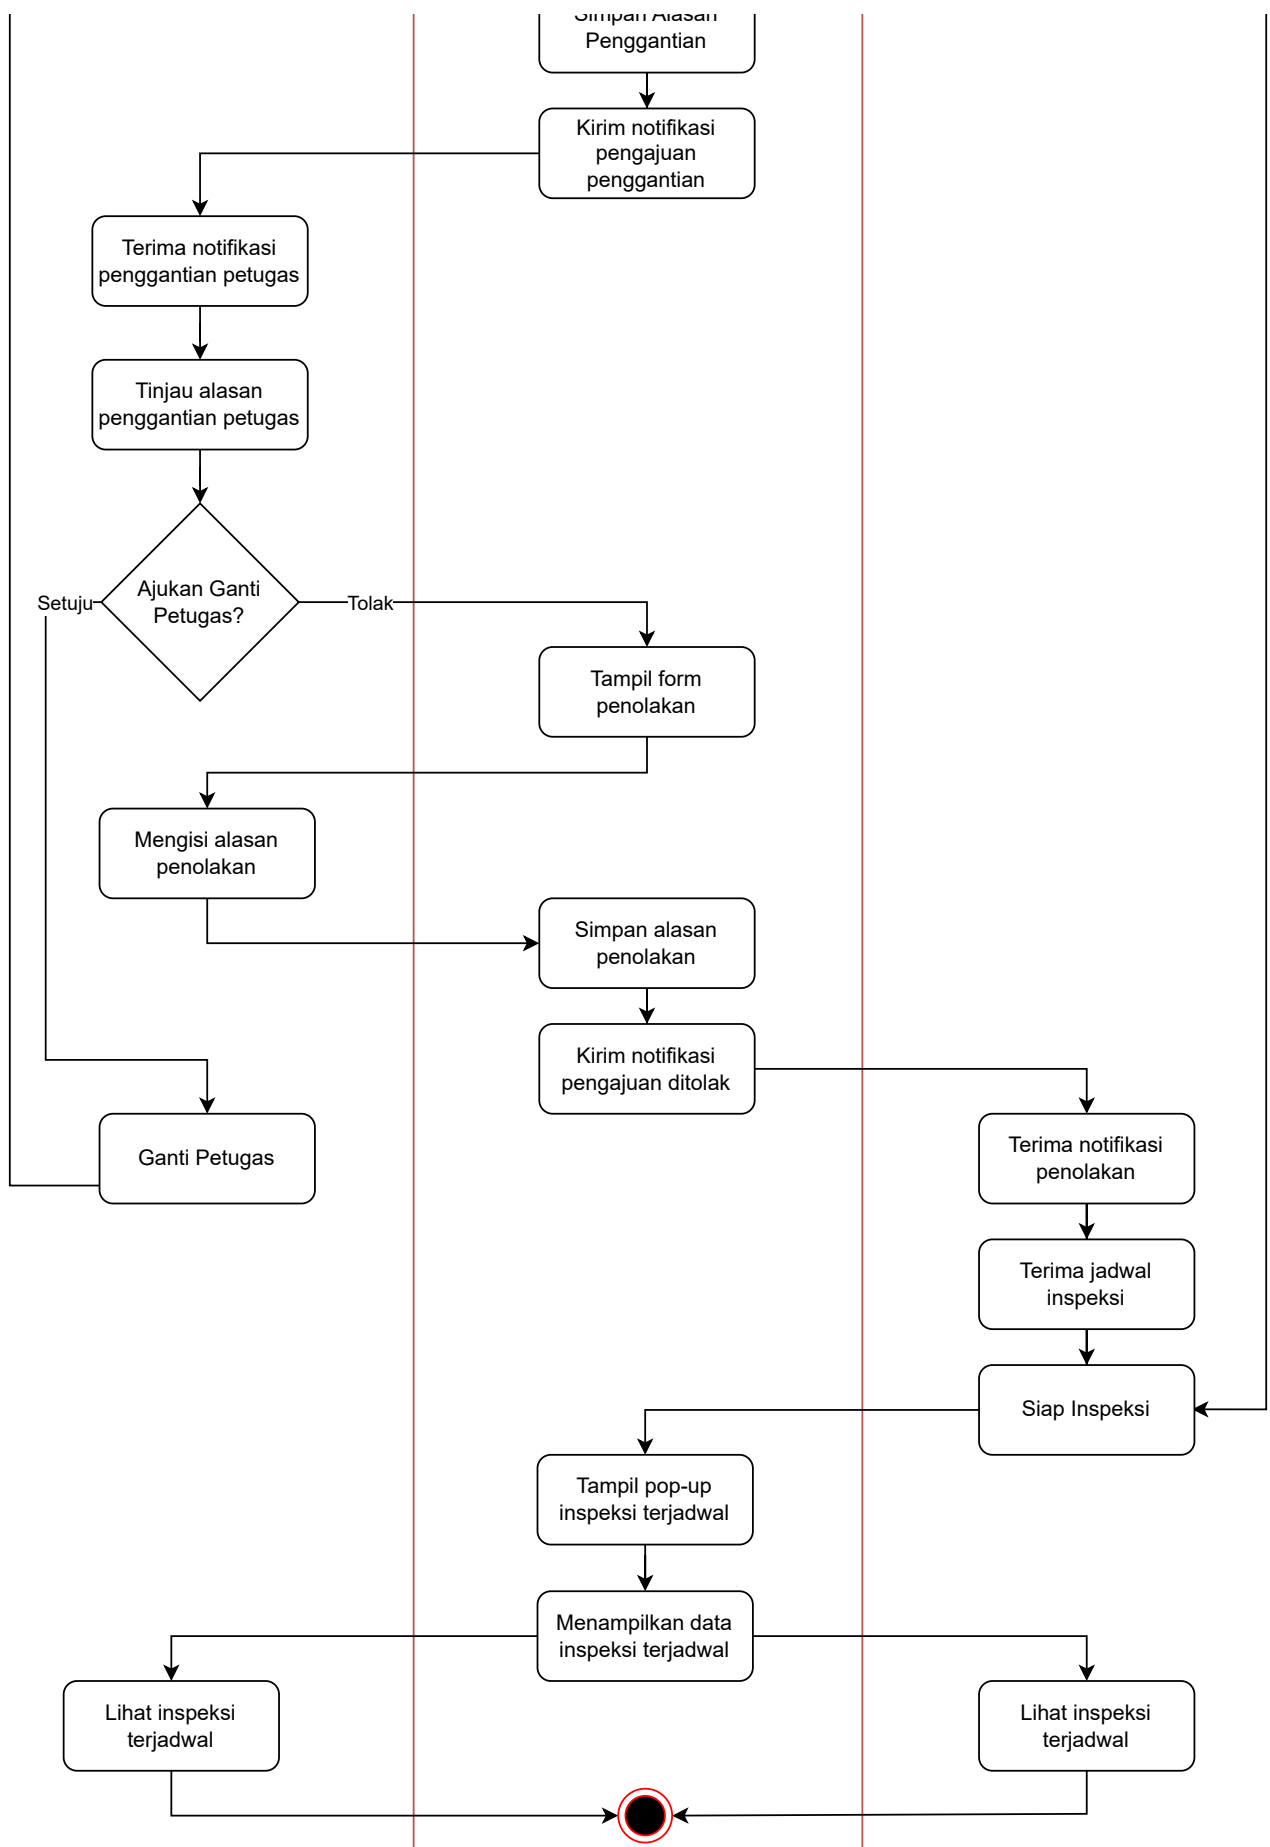 Simpan Alasan
Penggantian
Kirim notifikasi
pengajuan
penggantian
Terima notifikasi
penggantian petugas
Tinjau alasan
penggantian petugas
Ajukan Ganti
Petugas?
Setuju
Tolak
Tampil form
penolakan
Mengisi alasan
penolakan
Simpan alasan
penolakan
Kirim notifikasi
pengajuan ditolak
Ganti Petugas
Terima notifikasi
penolakan
Terima jadwal
inspeksi
Siap Inspeksi
Tampil pop-up
inspeksi terjadwal
Menampilkan data
inspeksi terjadwal
Lihat inspeksi
terjadwal
Lihat inspeksi
terjadwal